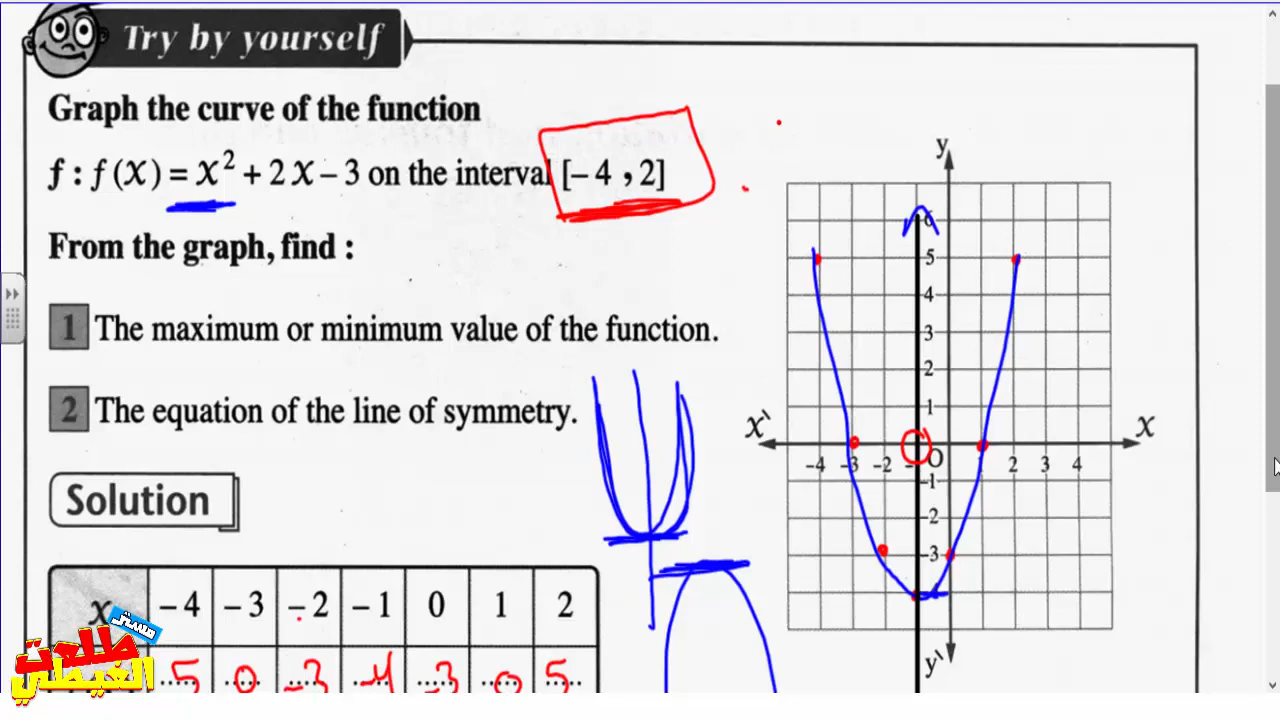 Try by yourself
Graph the curve of the function
f : f (X) = X² + 2 X – 3 on the interval [– 4 , 2]
From the graph, find :
1 The maximum or minimum value of the function.
2 The equation of the line of symmetry.
Solution
X – 4 – 3 – 2 – 1 0 1 2
5 0 -3 -4 -3 0 5
y
6
5
4
3
2
1
X' X
-4 -3 -2 -1 O 2 3 4
-1
-2
-3
y'
مستر
طلعت
الغيطي